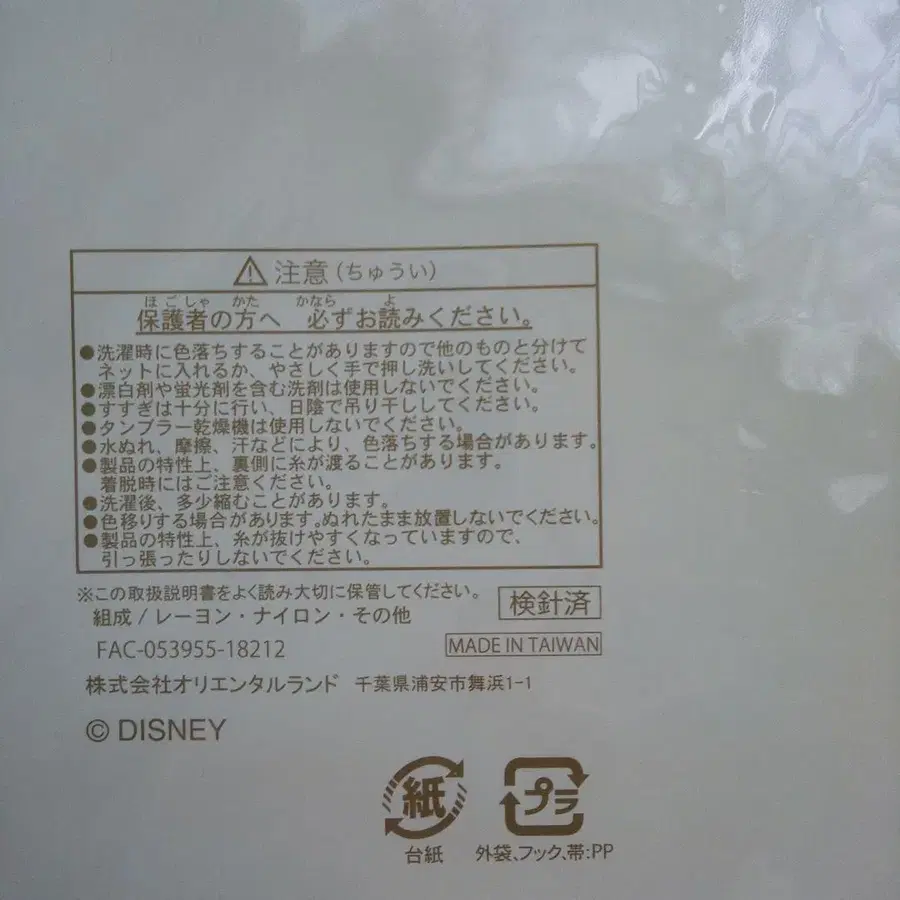 ⚠ 注意(ちゅうい)
ほごしゃ かた かなら よ
保護者の方へ 必ずお読みください。
●洗濯時に色落ちすることがありますので他のものと分けて
ネットに入れるか、やさしく手で押し洗いしてください。
●漂白剤や蛍光剤を含む洗剤は使用しないでください。
●すすぎは十分に行い、日陰で吊り干ししてください。
●タンブラー乾燥機は使用しないでください。
●水ぬれ、摩擦、汗などにより、色落ちする場合があります。
●製品の特性上、裏側に糸が渡ることがあります。
着脱時にはご注意ください。
●洗濯後、多少縮むことがあります。
●色移りする場合があります。ぬれたまま放置しないでください。
●製品の特性上、糸が抜けやすくなっていますので、
引っ張ったりしないでください。
※この取扱説明書をよく読み大切に保管してください。
組成/レーヨン・ナイロン・その他
検針済
FAC-053955-18212
MADE IN TAIWAN
株式会社オリエンタルランド 千葉県浦安市舞浜1-1
© DISNEY
紙 プラ
台紙 外袋、フック、帯:PP